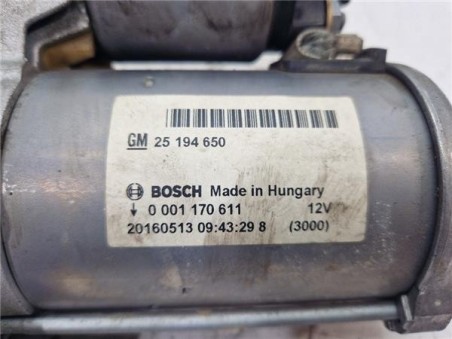 GM 25 194 650
BOSCH Made in Hungary
0 001 170 611 12V
20160513 09:43:29 8 (3000)